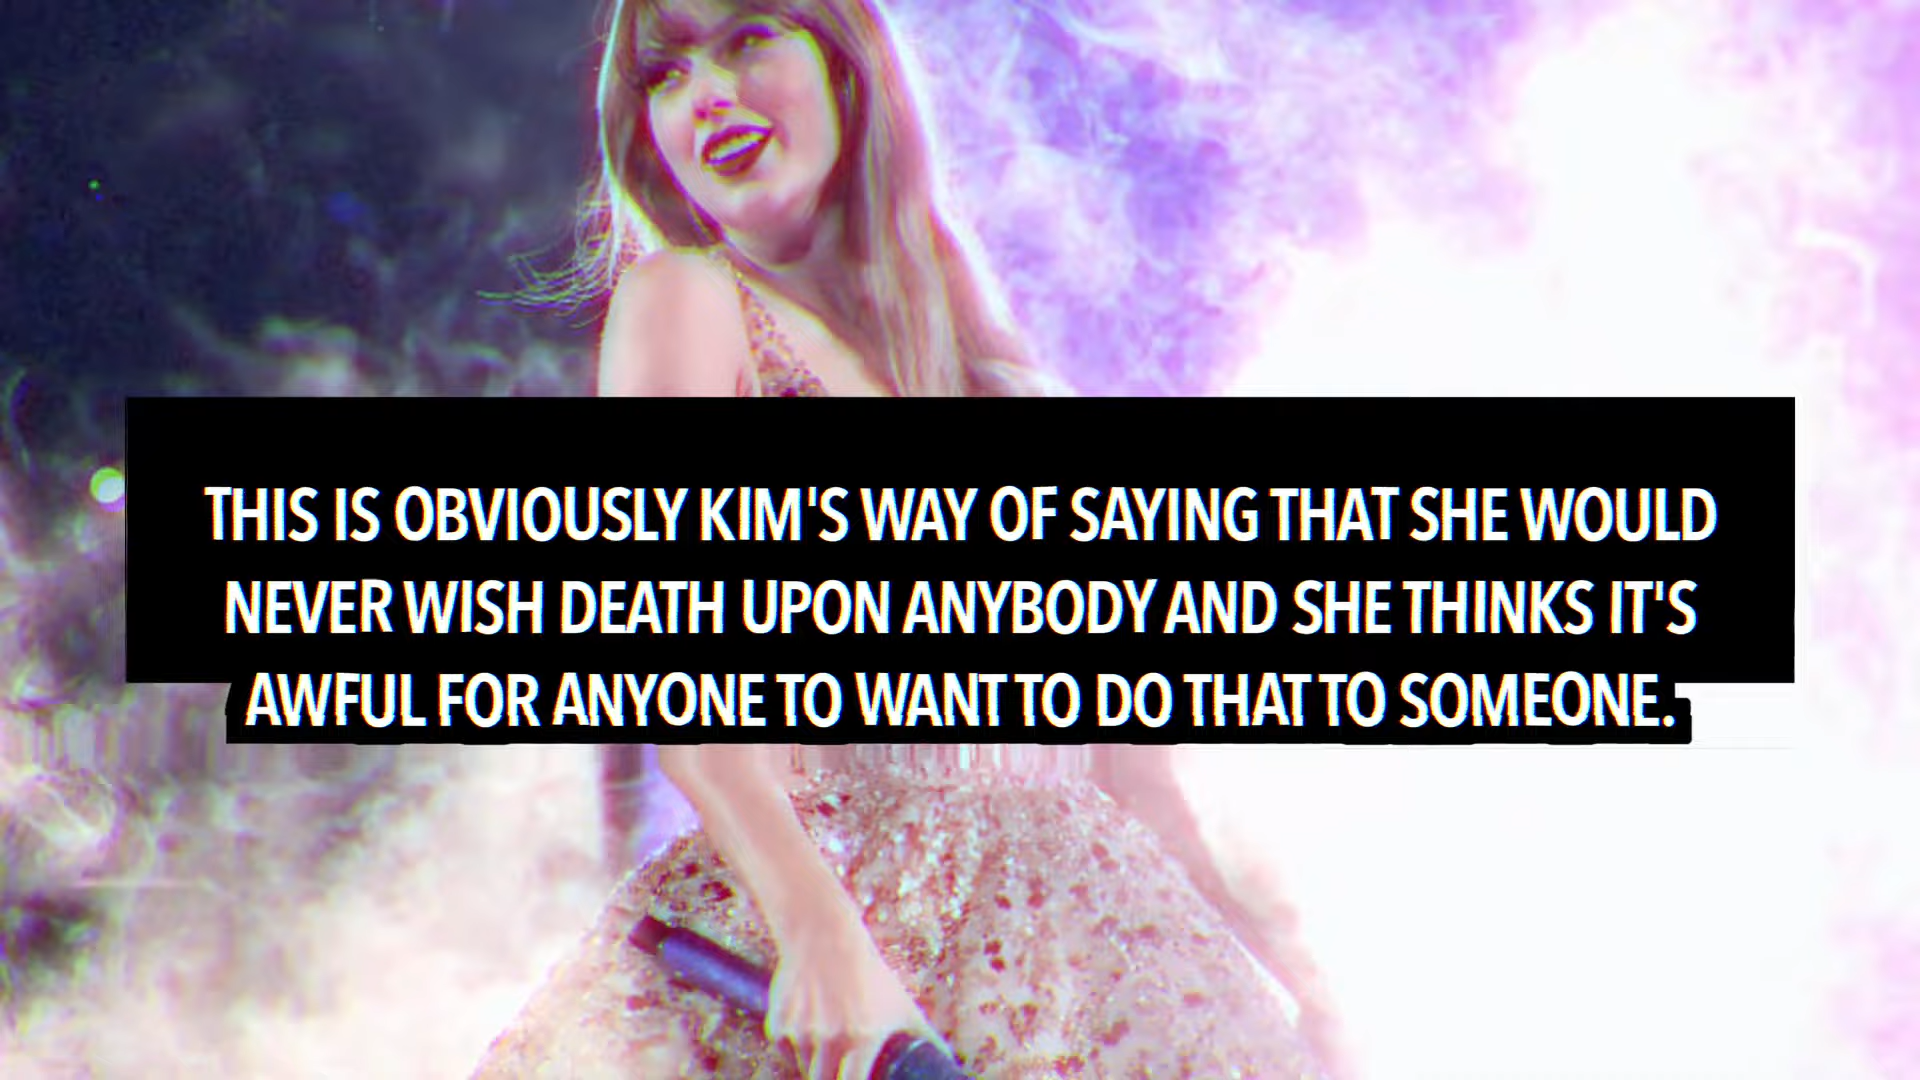 THIS IS OBVIOUSLY KIM'S WAY OF SAYING THAT SHE WOULD
NEVER WISH DEATH UPON ANYBODY AND SHE THINKS IT'S
AWFUL FOR ANYONE TO WANT TO DO THAT TO SOMEONE.